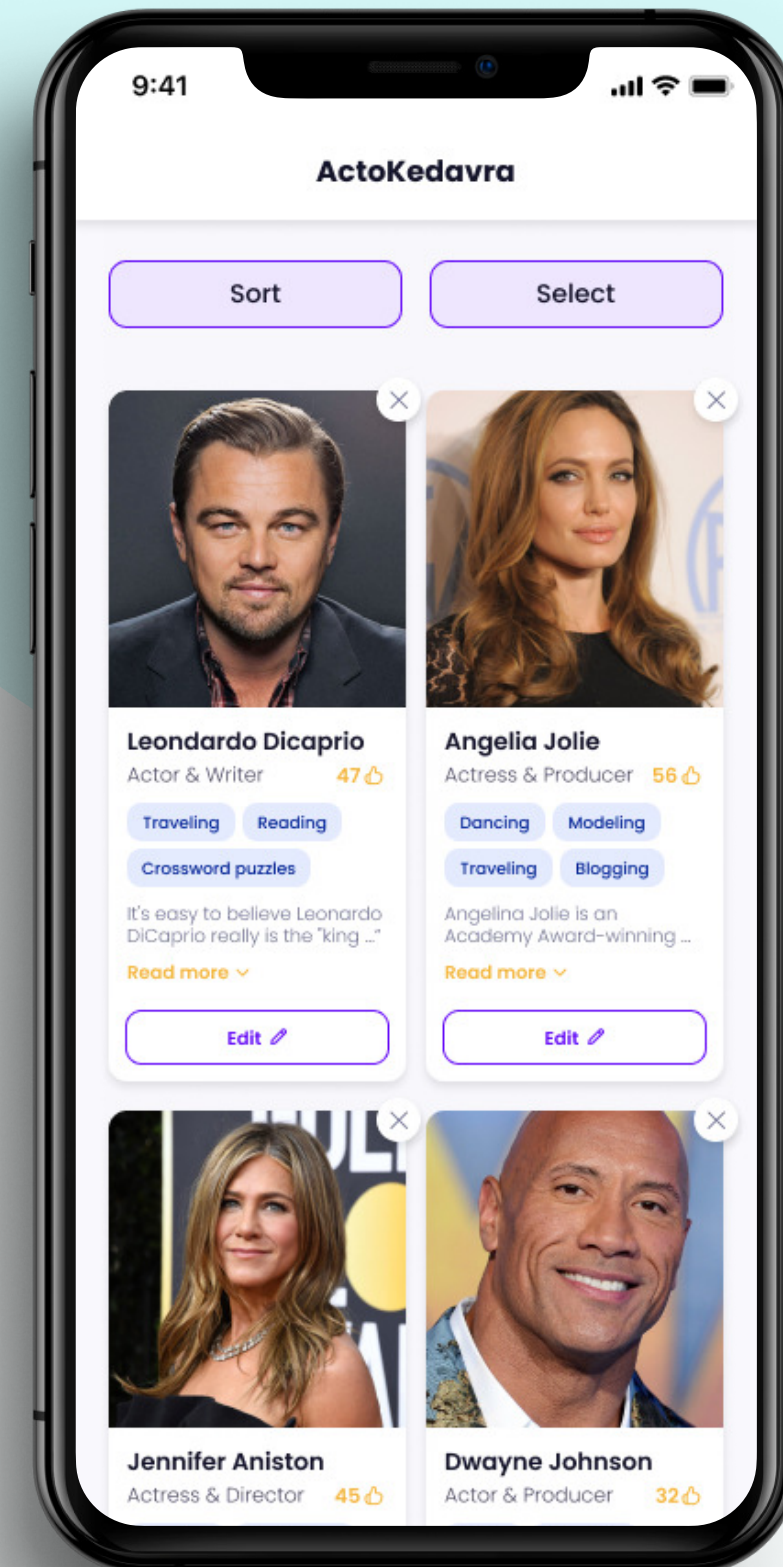 9:41
ActoKedavra
Sort
Select
Leondardo Dicaprio
Actor & Writer 47
Traveling Reading
Crossword puzzles
It's easy to believe Leonardo
DiCaprio really is the "king ..."
Read more
Edit
Angelia Jolie
Actress & Producer 56
Dancing Modeling
Traveling Blogging
Angelina Jolie is an
Academy Award-winning ...
Read more
Edit
Jennifer Aniston
Actress & Director 45
Dwayne Johnson
Actor & Producer 32